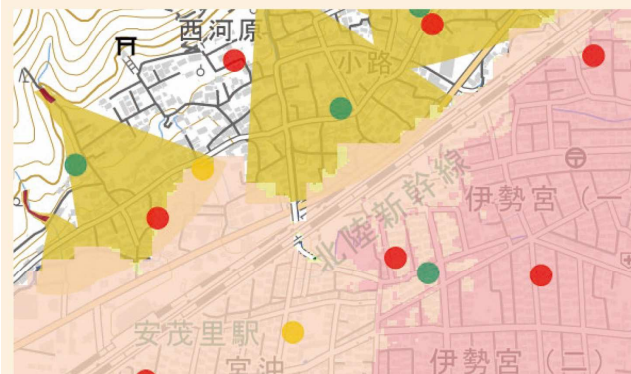 西河原
小路
北陸新幹線
伊勢宮（一
安茂里駅
宮沖
伊勢宮（二）